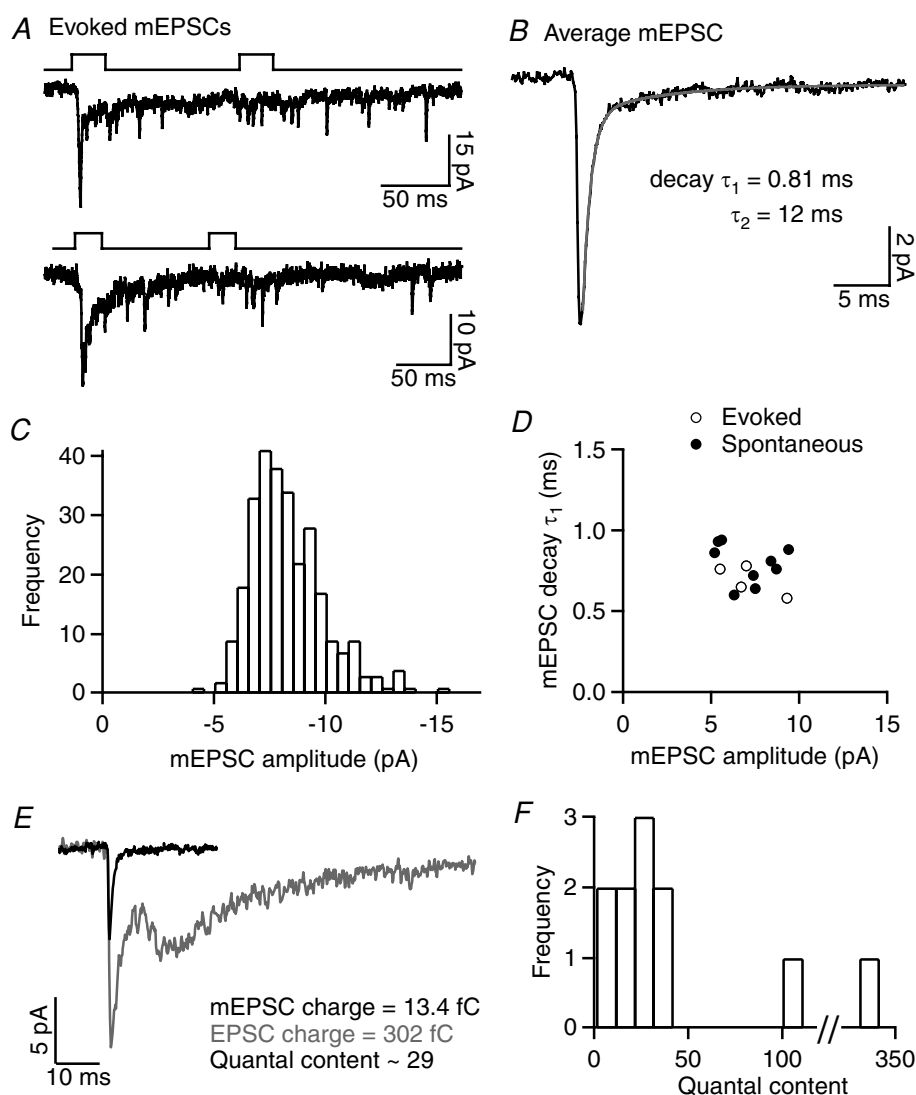 A Evoked mEPSCs
15 pA
50 ms
10 pA
50 ms
B Average mEPSC
decay τ1 = 0.81 ms
τ2 = 12 ms
2 pA
5 ms
C
40
30
20
10
0
Frequency
0 -5 -10 -15
mEPSC amplitude (pA)
D
Evoked
Spontaneous
1.5
1.0
0.5
0.0
mEPSC decay τ1 (ms)
0 5 10 15
mEPSC amplitude (pA)
E
5 pA
10 ms
mEPSC charge = 13.4 fC
EPSC charge = 302 fC
Quantal content ~ 29
F
3
2
1
0
Frequency
0 50 100 350
Quantal content